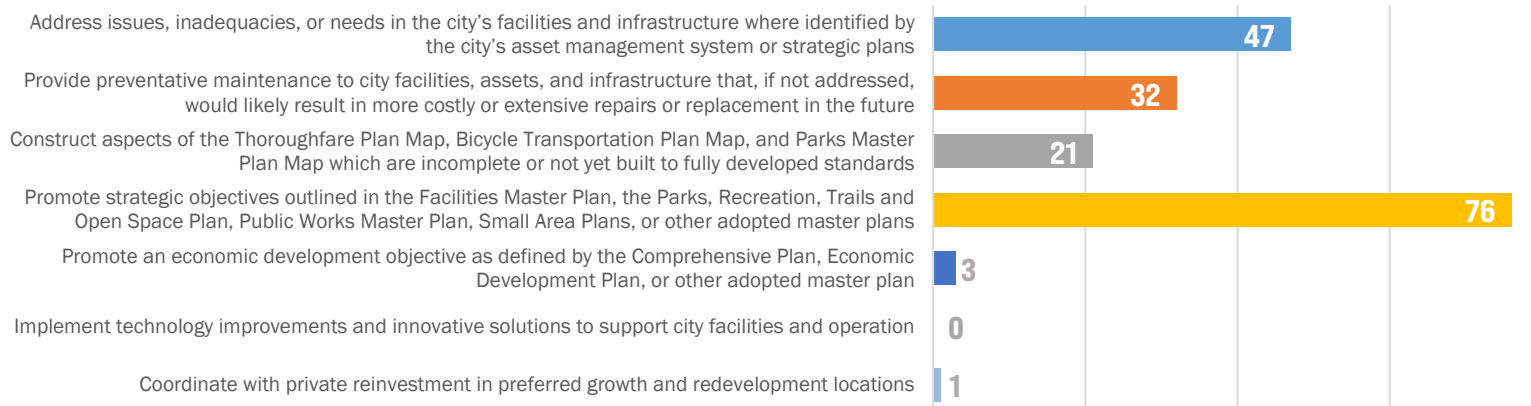 Address issues, inadequacies, or needs in the city's facilities and infrastructure where identified by
the city's asset management system or strategic plans
47
Provide preventative maintenance to city facilities, assets, and infrastructure that, if not addressed,
would likely result in more costly or extensive repairs or replacement in the future
32
Construct aspects of the Thoroughfare Plan Map, Bicycle Transportation Plan Map, and Parks Master
Plan Map which are incomplete or not yet built to fully developed standards
21
Promote strategic objectives outlined in the Facilities Master Plan, the Parks, Recreation, Trails and
Open Space Plan, Public Works Master Plan, Small Area Plans, or other adopted master plans
76
Promote an economic development objective as defined by the Comprehensive Plan, Economic
Development Plan, or other adopted master plan
3
Implement technology improvements and innovative solutions to support city facilities and operation
0
Coordinate with private reinvestment in preferred growth and redevelopment locations
1